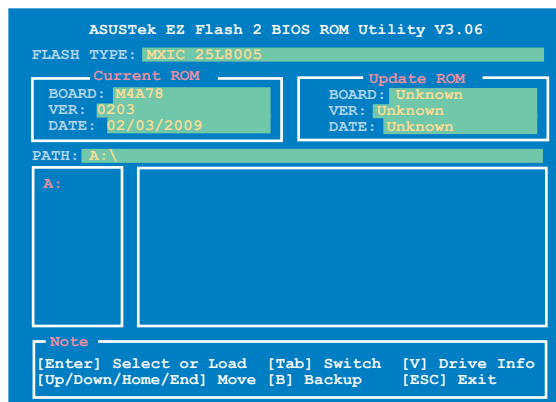 ASUSTek EZ Flash 2 BIOS ROM Utility V3.06
FLASH TYPE: MXIC 25L8005
Current ROM
BOARD: M4A78
VER: 0203
DATE: 02/03/2009
Update ROM
BOARD: Unknown
VER: Unknown
DATE: Unknown
PATH: A:\
A:
Note
[Enter] Select or Load [Tab] Switch [V] Drive Info
[Up/Down/Home/End] Move [B] Backup [ESC] Exit